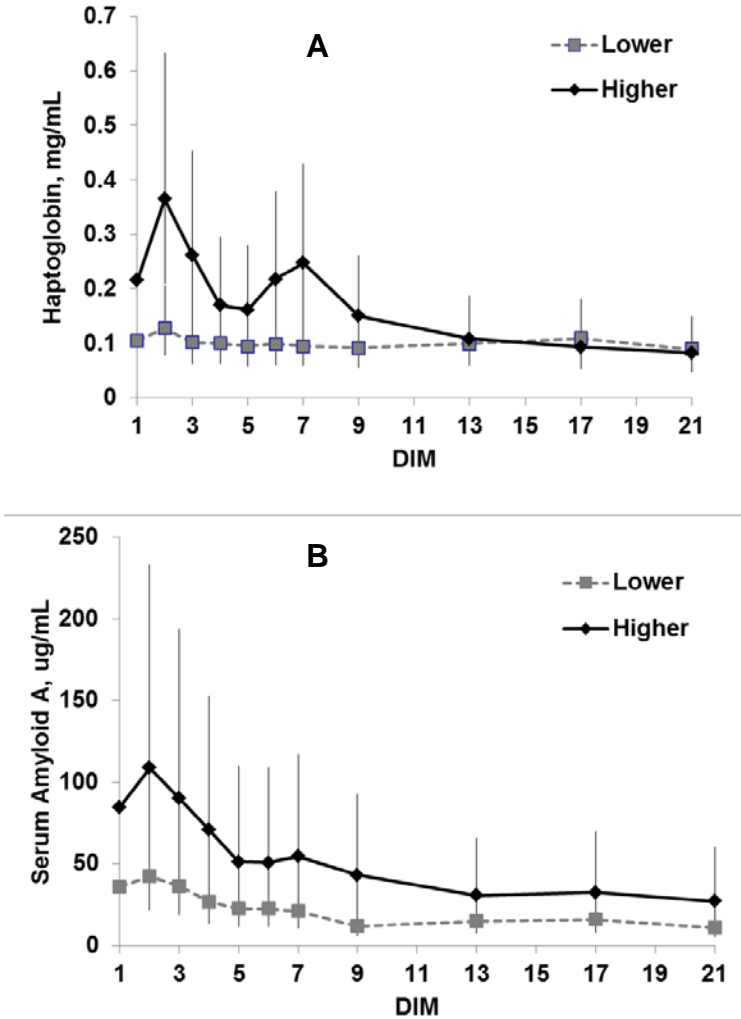 A
Lower
Higher
Haptoglobin, mg/mL
0.7
0.6
0.5
0.4
0.3
0.2
0.1
0
1 3 5 7 9 11 13 15 17 19 21
DIM
B
Lower
Higher
Serum Amyloid A, ug/mL
250
200
150
100
50
0
1 3 5 7 9 11 13 15 17 19 21
DIM